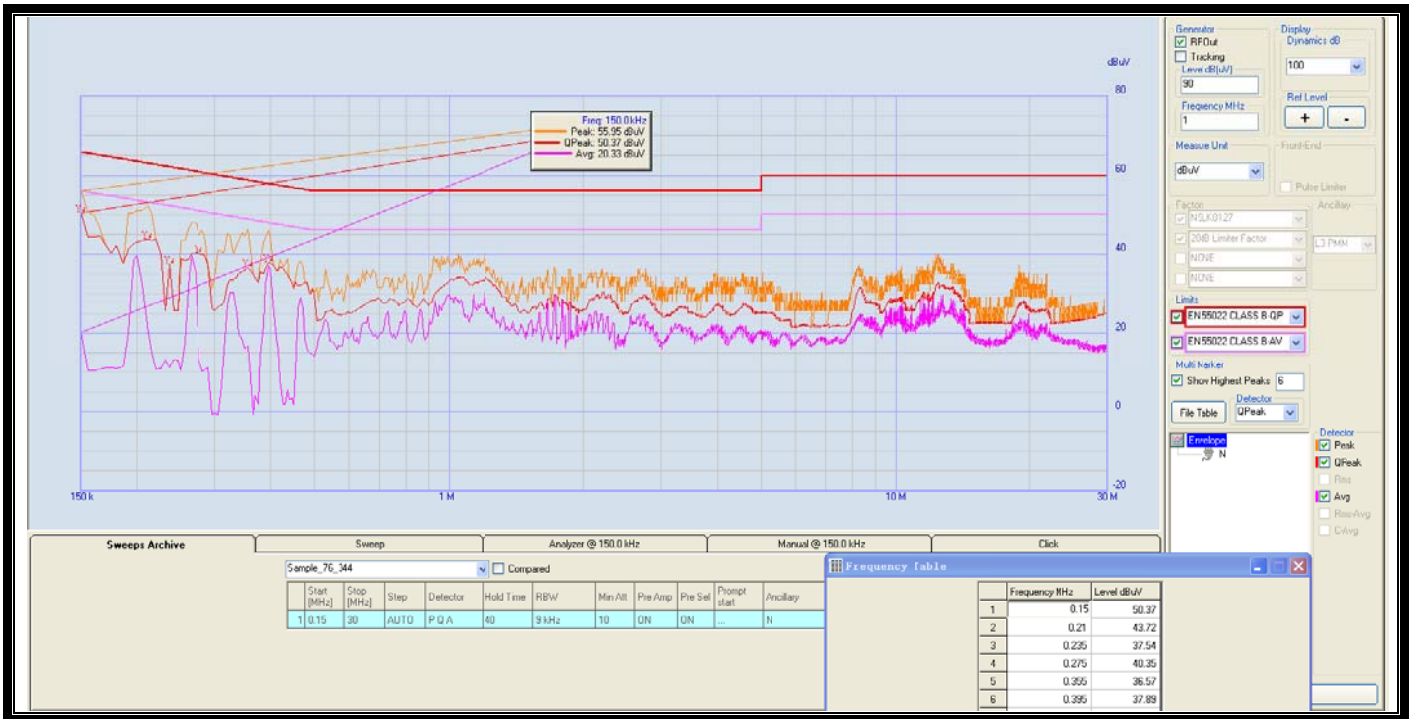 dBuV
80
Freq: 150.0kHz
Peak: 55.95 dBuV
QPeak: 50.37 dBuV
Avg: 20.33 dBuV
60
40
20
0
-20
150 k
1 M
10 M
30 M
Generator
RFOut
Tracking
Level dB[uV]
90
Frequency MHz
1
Display
Dynamics dB
100
Ref Level
+
-
Measure Unit
dBuV
Front-End
Pulse Limiter
Factor
NSLK8127
20dB Limiter Factor
NONE
NONE
Ancillay
L3 PMM
Limits
EN55022 CLASS B-QP
EN55022 CLASS B-AV
Multi Marker
Show Highest Peaks 6
File Table
Detector
QPeak
Envelope
N
Detector
Peak
QPeak
Rms
Avg
Rms-Avg
C-Avg
Sweeps Archive
Sweep
Analyzer @ 150.0 kHz
Manual @ 150.0 kHz
Click
Sample_76_344
Compared
Start [MHz] Stop [MHz] Step Detector Hold Time RBW Min Att Pre Amp Pre Sel Prompt start Ancillary
1 0.15 30 AUTO P Q A 40 9 kHz 10 ON ON ... N
Frequency Table
Frequency MHz Level dBuV
1 0.15 50.37
2 0.21 43.72
3 0.235 37.54
4 0.275 40.35
5 0.355 36.57
6 0.395 37.89